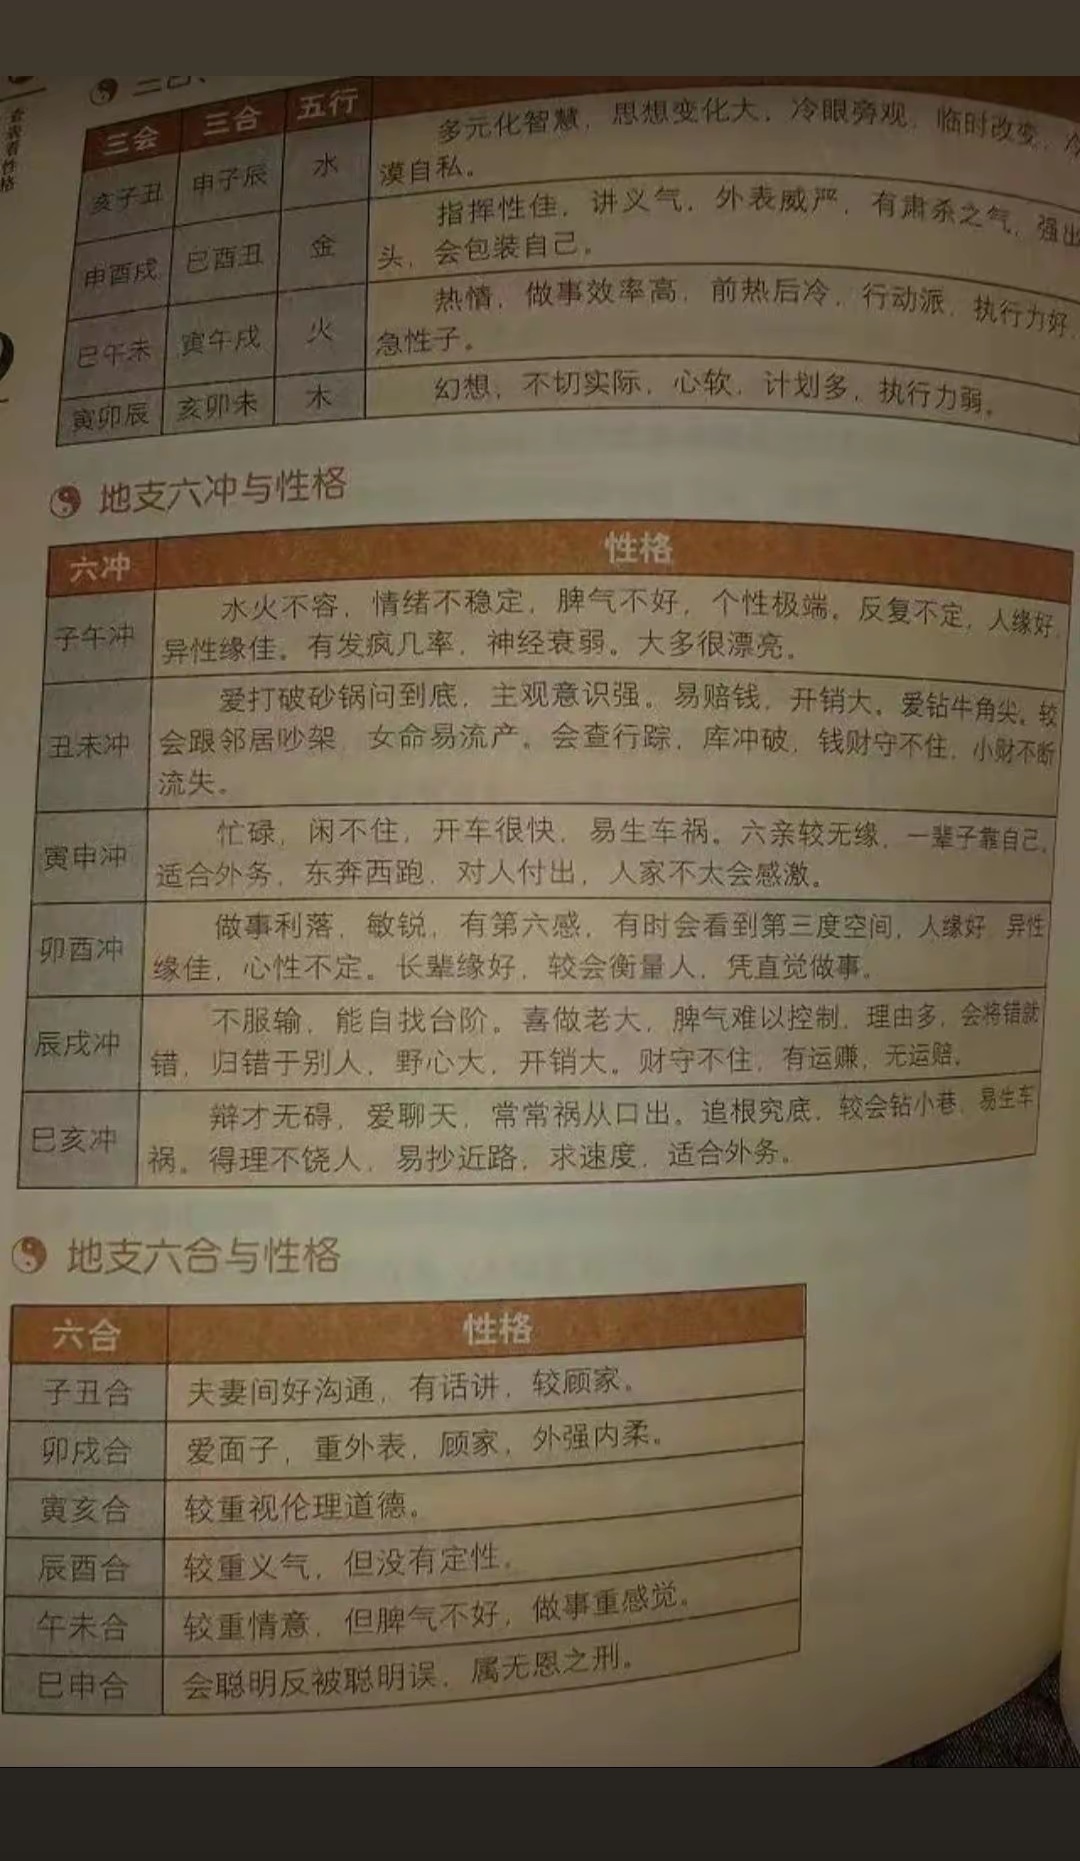 查表看性格
三会 三合 五行
亥子丑 申子辰 水 多元化智慧，思想变化大，冷眼旁观，临时改变，冷
漠自私。
申酉戌 巳酉丑 金 指挥性佳，讲义气，外表威严，有肃杀之气，强出
头，会包装自己。
巳午未 寅午戌 火 热情，做事效率高，前热后冷，行动派，执行力好，
急性子。
寅卯辰 亥卯未 木 幻想，不切实际，心软，计划多，执行力弱。
地支六冲与性格
六冲 性格
子午冲 水火不容，情绪不稳定，脾气不好，个性极端。反复不定，人缘好，
异性缘佳。有发疯几率，神经衰弱。大多很漂亮。
丑未冲 爱打破砂锅问到底，主观意识强。易赔钱，开销大。爱钻牛角尖。较
会跟邻居吵架，女命易流产。会查行踪，库冲破，钱财守不住，小财不断
流失。
寅申冲 忙碌，闲不住，开车很快，易生车祸。六亲较无缘，一辈子靠自己。
适合外务，东奔西跑，对人付出，人家不太会感激。
卯酉冲 做事利落，敏锐，有第六感，有时会看到第三度空间，人缘好，异性
缘佳，心性不定。长辈缘好，较会衡量人，凭直觉做事。
辰戌冲 不服输，能自找台阶。喜做老大，脾气难以控制，理由多，会将错就
错，归错于别人，野心大，开销大。财守不住，有运赚，无运赔。
巳亥冲 辩才无碍，爱聊天，常常祸从口出。追根究底，较会钻小巷，易生车
祸。得理不饶人，易抄近路，求速度，适合外务。
地支六合与性格
六合 性格
子丑合 夫妻间好沟通，有话讲，较顾家。
卯戌合 爱面子，重外表，顾家，外强内柔。
寅亥合 较重视伦理道德。
辰酉合 较重义气，但没有定性。
午未合 较重情意，但脾气不好，做事重感觉。
巳申合 会聪明反被聪明误，属无恩之刑。